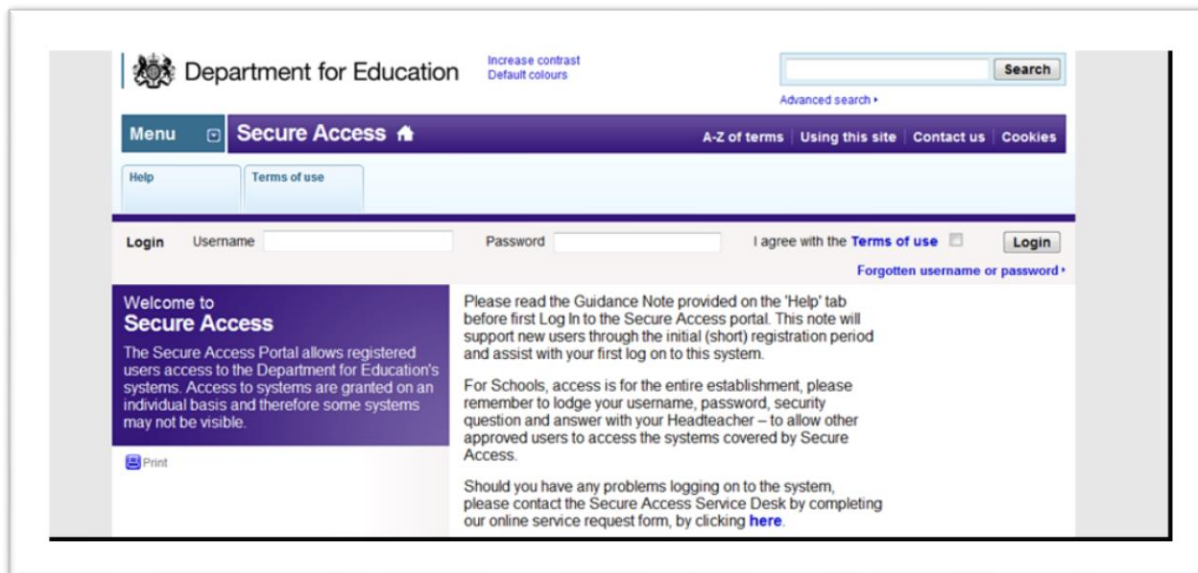 Department for Education
Increase contrast
Default colours
Search
Advanced search
Menu
Secure Access
A-Z of terms
Using this site
Contact us
Cookies
Help
Terms of use
Login
Username
Password
I agree with the Terms of use
Login
Forgotten username or password
Welcome to
Secure Access
The Secure Access Portal allows registered
users access to the Department for Education's
systems. Access to systems are granted on an
individual basis and therefore some systems
may not be visible.
Print
Please read the Guidance Note provided on the 'Help' tab
before first Log In to the Secure Access portal. This note will
support new users through the initial (short) registration period
and assist with your first log on to this system.
For Schools, access is for the entire establishment, please
remember to lodge your username, password, security
question and answer with your Headteacher – to allow other
approved users to access the systems covered by Secure
Access.
Should you have any problems logging on to the system,
please contact the Secure Access Service Desk by completing
our online service request form, by clicking here.